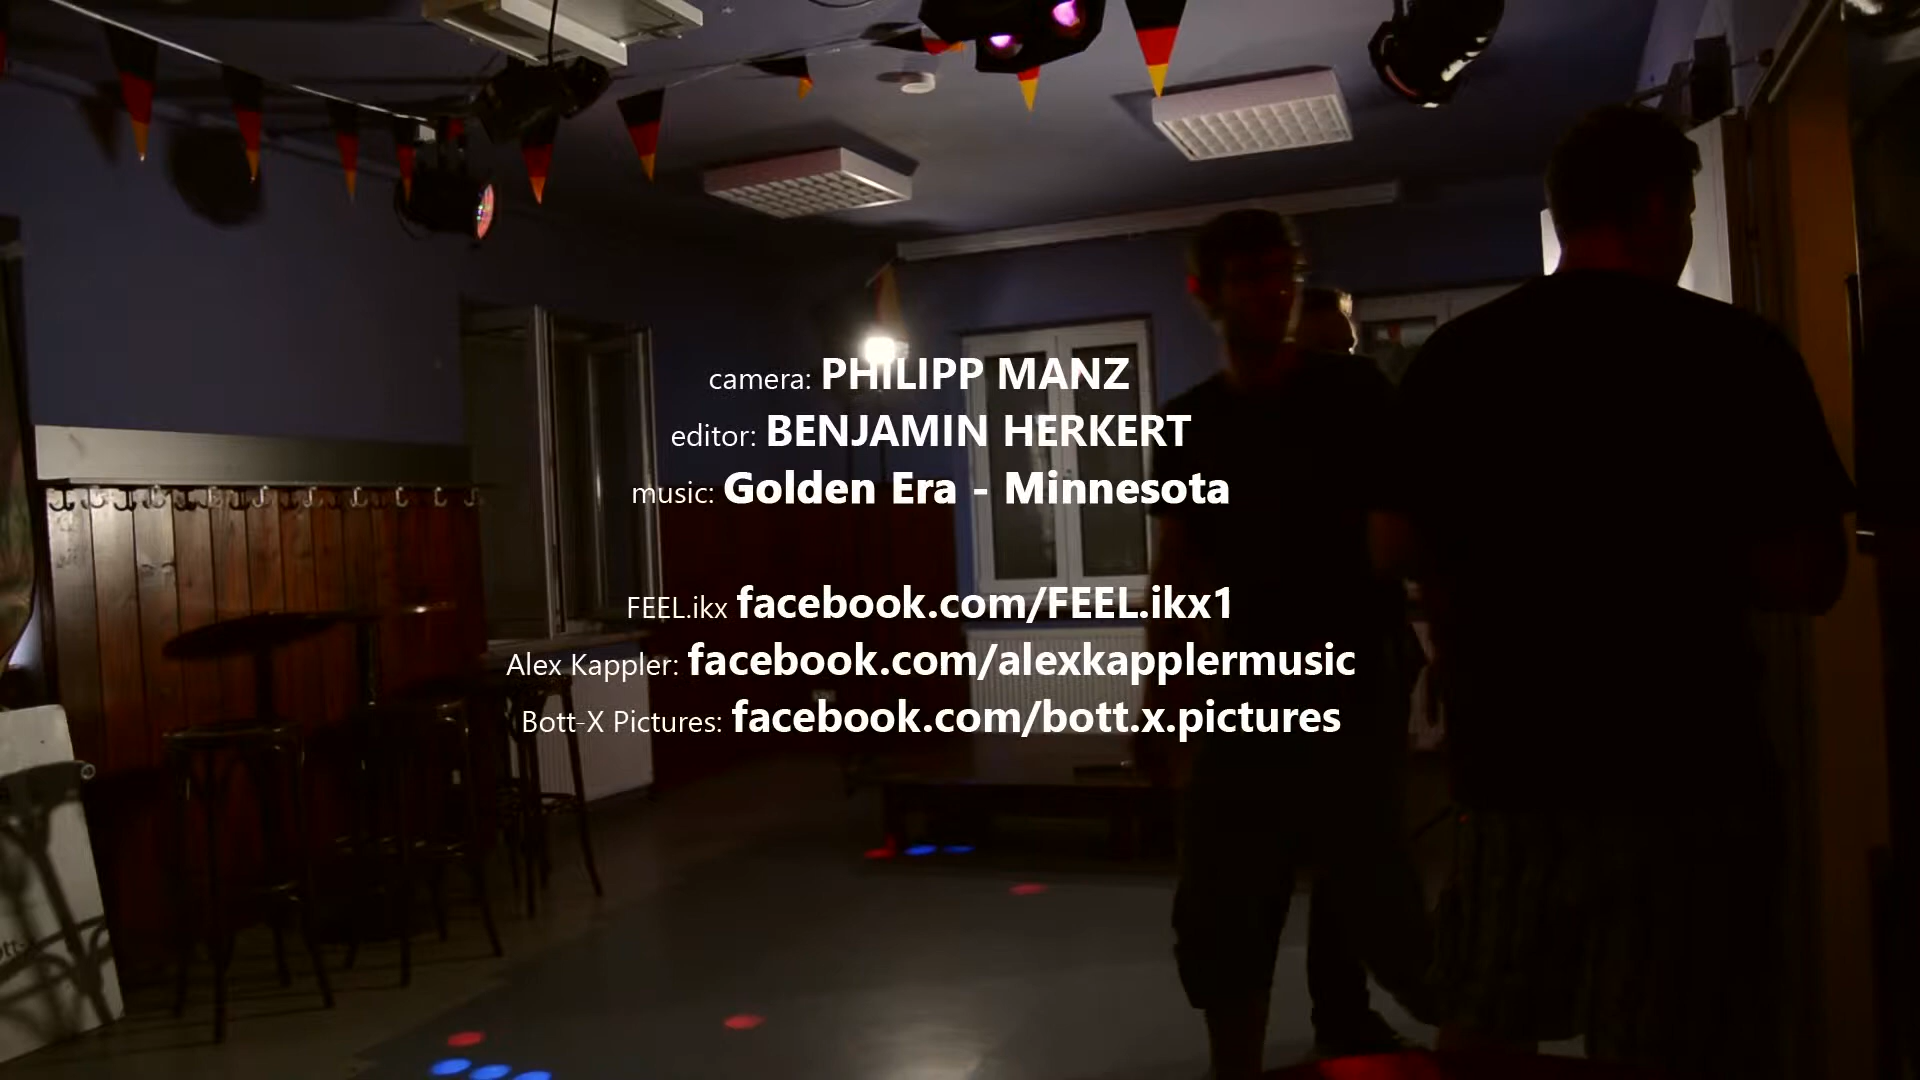 camera: PHILIPP MANZ
editor: BENJAMIN HERKERT
music: Golden Era - Minnesota
FEEL.ikx facebook.com/FEEL.ikx1
Alex Kappler: facebook.com/alexkapplermusic
Bott-X Pictures: facebook.com/bott.x.pictures